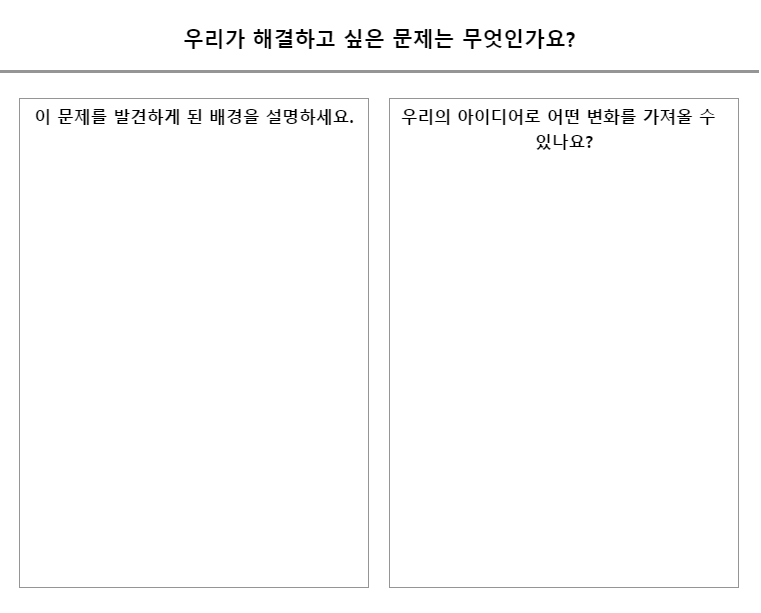 우리가 해결하고 싶은 문제는 무엇인가요?
이 문제를 발견하게 된 배경을 설명하세요.
우리의 아이디어로 어떤 변화를 가져올 수
있나요?